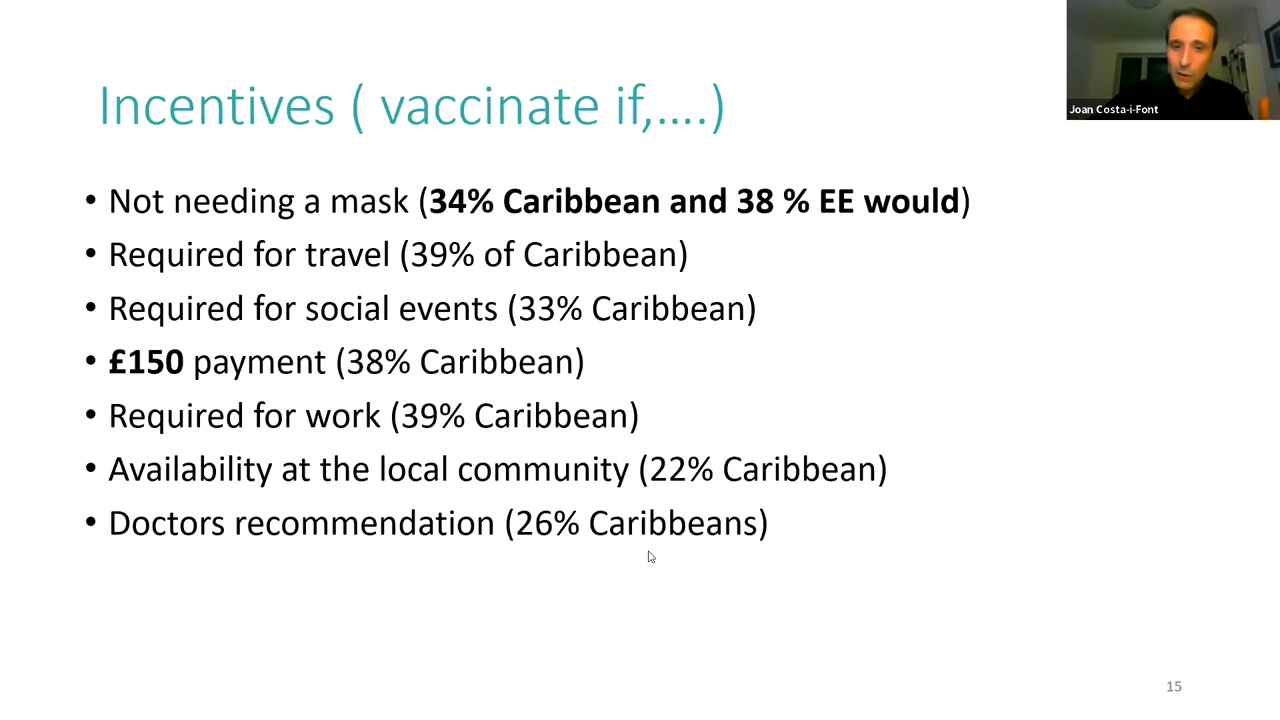 Incentives ( vaccinate if,....)
Joan Costa-i-Font
• Not needing a mask (34% Caribbean and 38 % EE would)
• Required for travel (39% of Caribbean)
• Required for social events (33% Caribbean)
• £150 payment (38% Caribbean)
• Required for work (39% Caribbean)
• Availability at the local community (22% Caribbean)
• Doctors recommendation (26% Caribbeans)
15